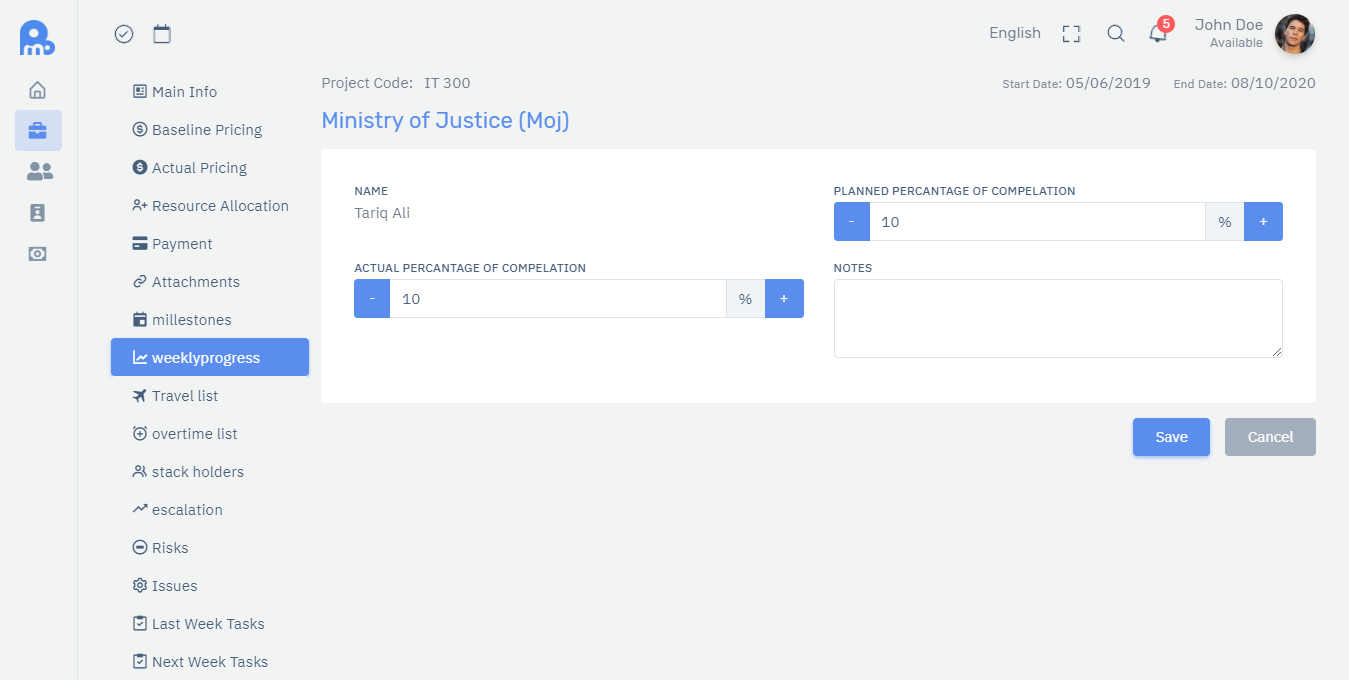 English
5
John Doe
Available
Main Info
Baseline Pricing
Actual Pricing
Resource Allocation
Payment
Attachments
millestones
weeklyprogress
Travel list
overtime list
stack holders
escalation
Risks
Issues
Last Week Tasks
Next Week Tasks
Project Code: IT 300
Start Date: 05/06/2019 End Date: 08/10/2020
Ministry of Justice (Moj)
NAME
Tariq Ali
PLANNED PERCANTAGE OF COMPELATION
- 10 % +
ACTUAL PERCANTAGE OF COMPELATION
- 10 % +
NOTES
Save Cancel